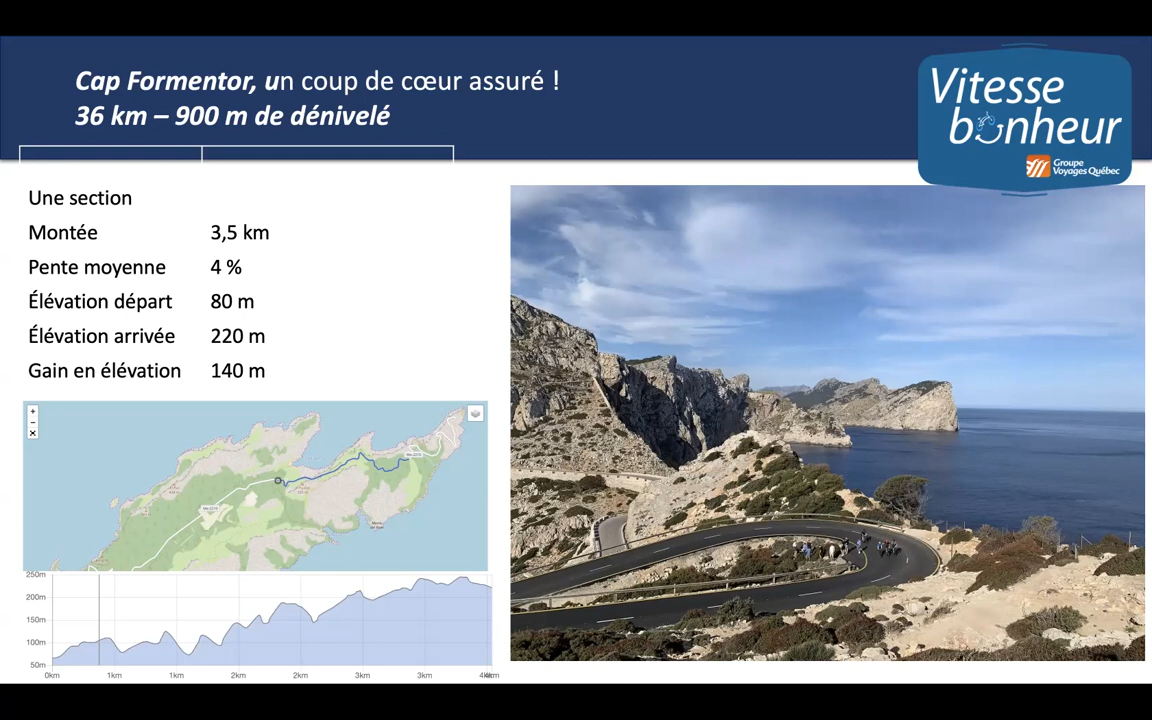 Cap Formentor, un coup de cœur assuré !
36 km – 900 m de dénivelé
Vitesse
bonheur
Groupe
Voyages Québec
Une section
Montée 3,5 km
Pente moyenne 4 %
Élévation départ 80 m
Élévation arrivée 220 m
Gain en élévation 140 m
250m
200m
150m
100m
50m
0km 1km 1km 2km 2km 3km 3km